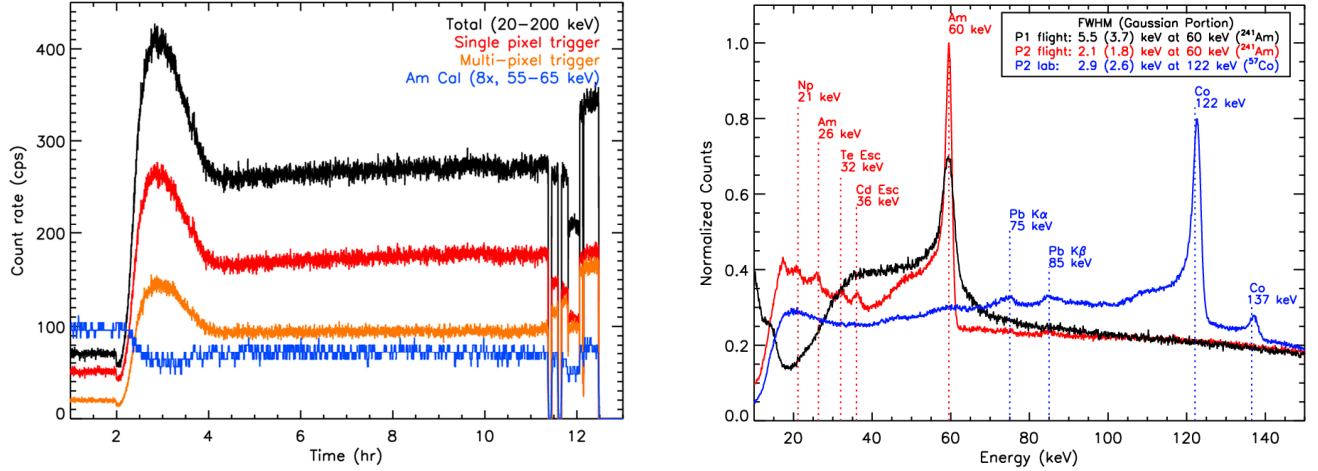 Total (20-200 keV)
Single pixel trigger
Multi-pixel trigger
Am Cal (8x, 55-65 keV)
400
300
200
100
0
Count rate (cps)
2
4
6
8
10
12
Time (hr)
Am
60 keV
FWHM (Gaussian Portion)
P1 flight: 5.5 (3.7) keV at 60 keV (²⁴¹Am)
P2 flight: 2.1 (1.8) keV at 60 keV (²⁴¹Am)
P2 lab: 2.9 (2.6) keV at 122 keV (⁵⁷Co)
Np
21 keV
Am
26 keV
Te Esc
32 keV
Cd Esc
36 keV
Pb Kα
75 keV
Pb Kβ
85 keV
Co
122 keV
Co
137 keV
1.0
0.8
0.6
0.4
0.2
0.0
Normalized Counts
20
40
60
80
100
120
140
Energy (keV)